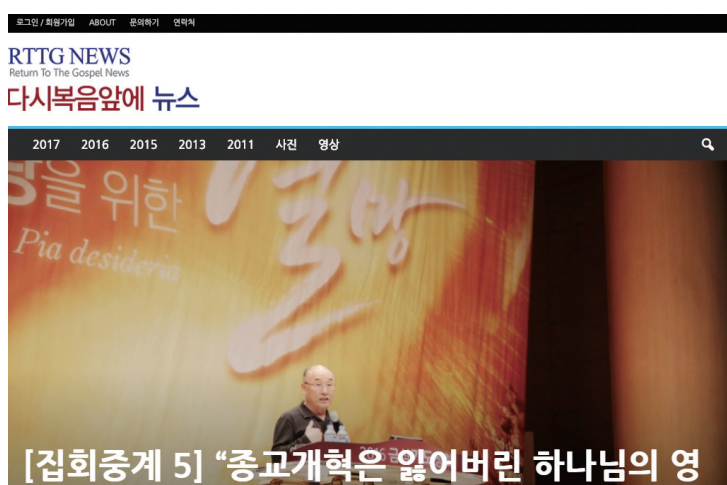 로그인 / 회원가입 ABOUT 문의하기 연락처
RTTG NEWS
Return To The Gospel News
다시복음앞에 뉴스
2017 2016 2015 2013 2011 사진 영상
을 위한
열망
Pia desideria
2016
[집회중계 5] “종교개혁은 잃어버린 하나님의 영